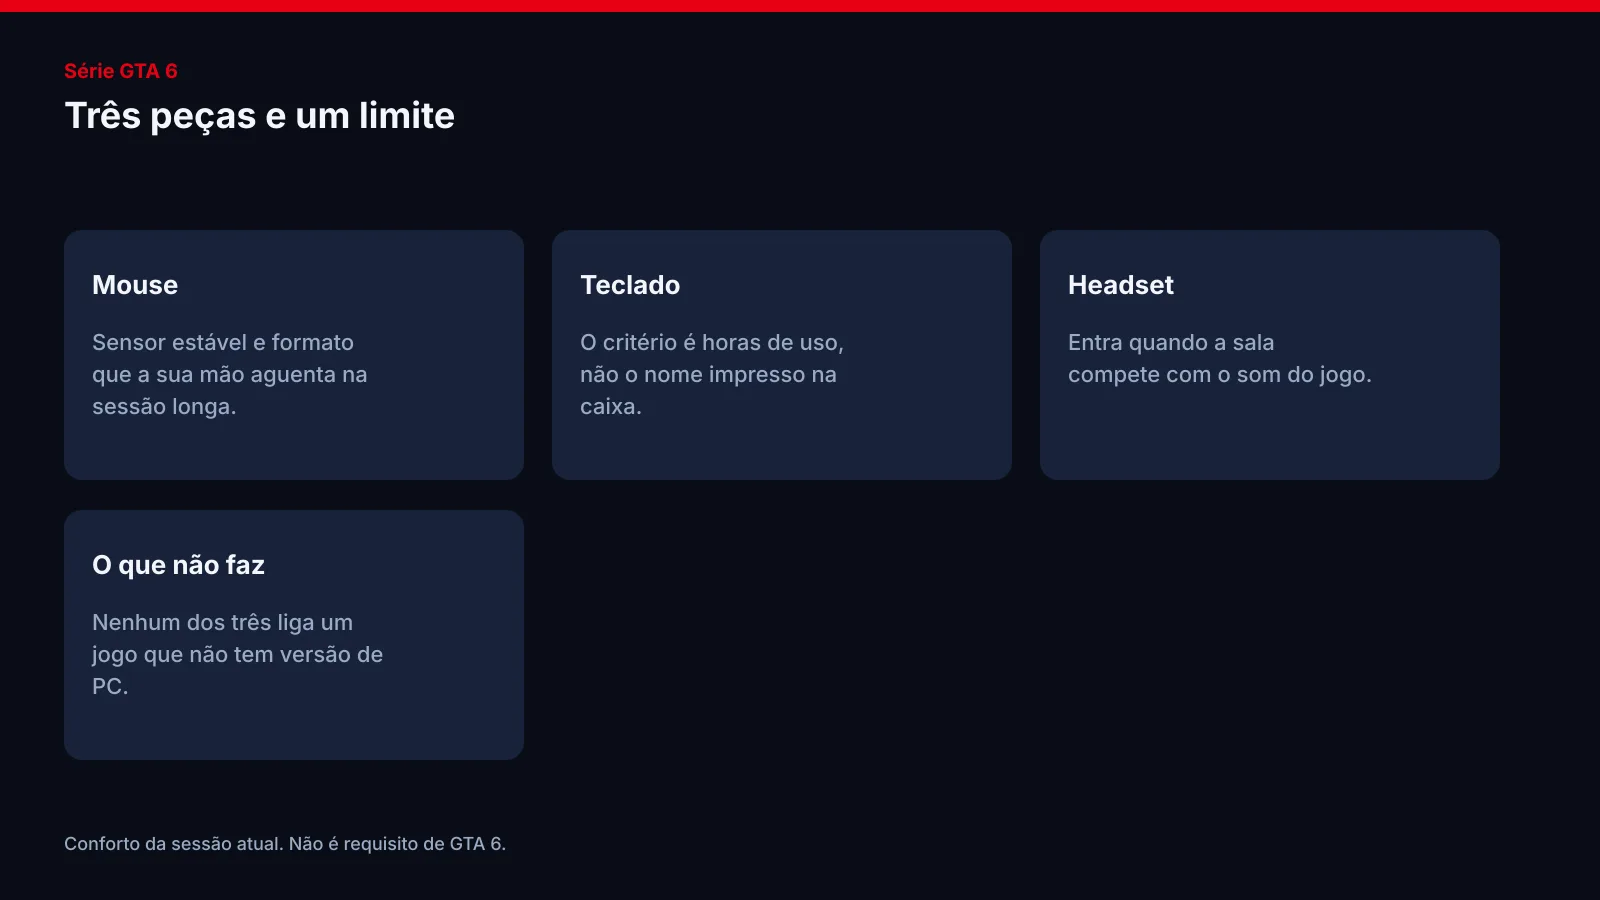 Série GTA 6
Três peças e um limite
Mouse
Sensor estável e formato
que a sua mão aguenta na
sessão longa.
Teclado
O critério é horas de uso,
não o nome impresso na
caixa.
Headset
Entra quando a sala
compete com o som do jogo.
O que não faz
Nenhum dos três liga um
jogo que não tem versão de
PC.
Conforto da sessão atual. Não é requisito de GTA 6.